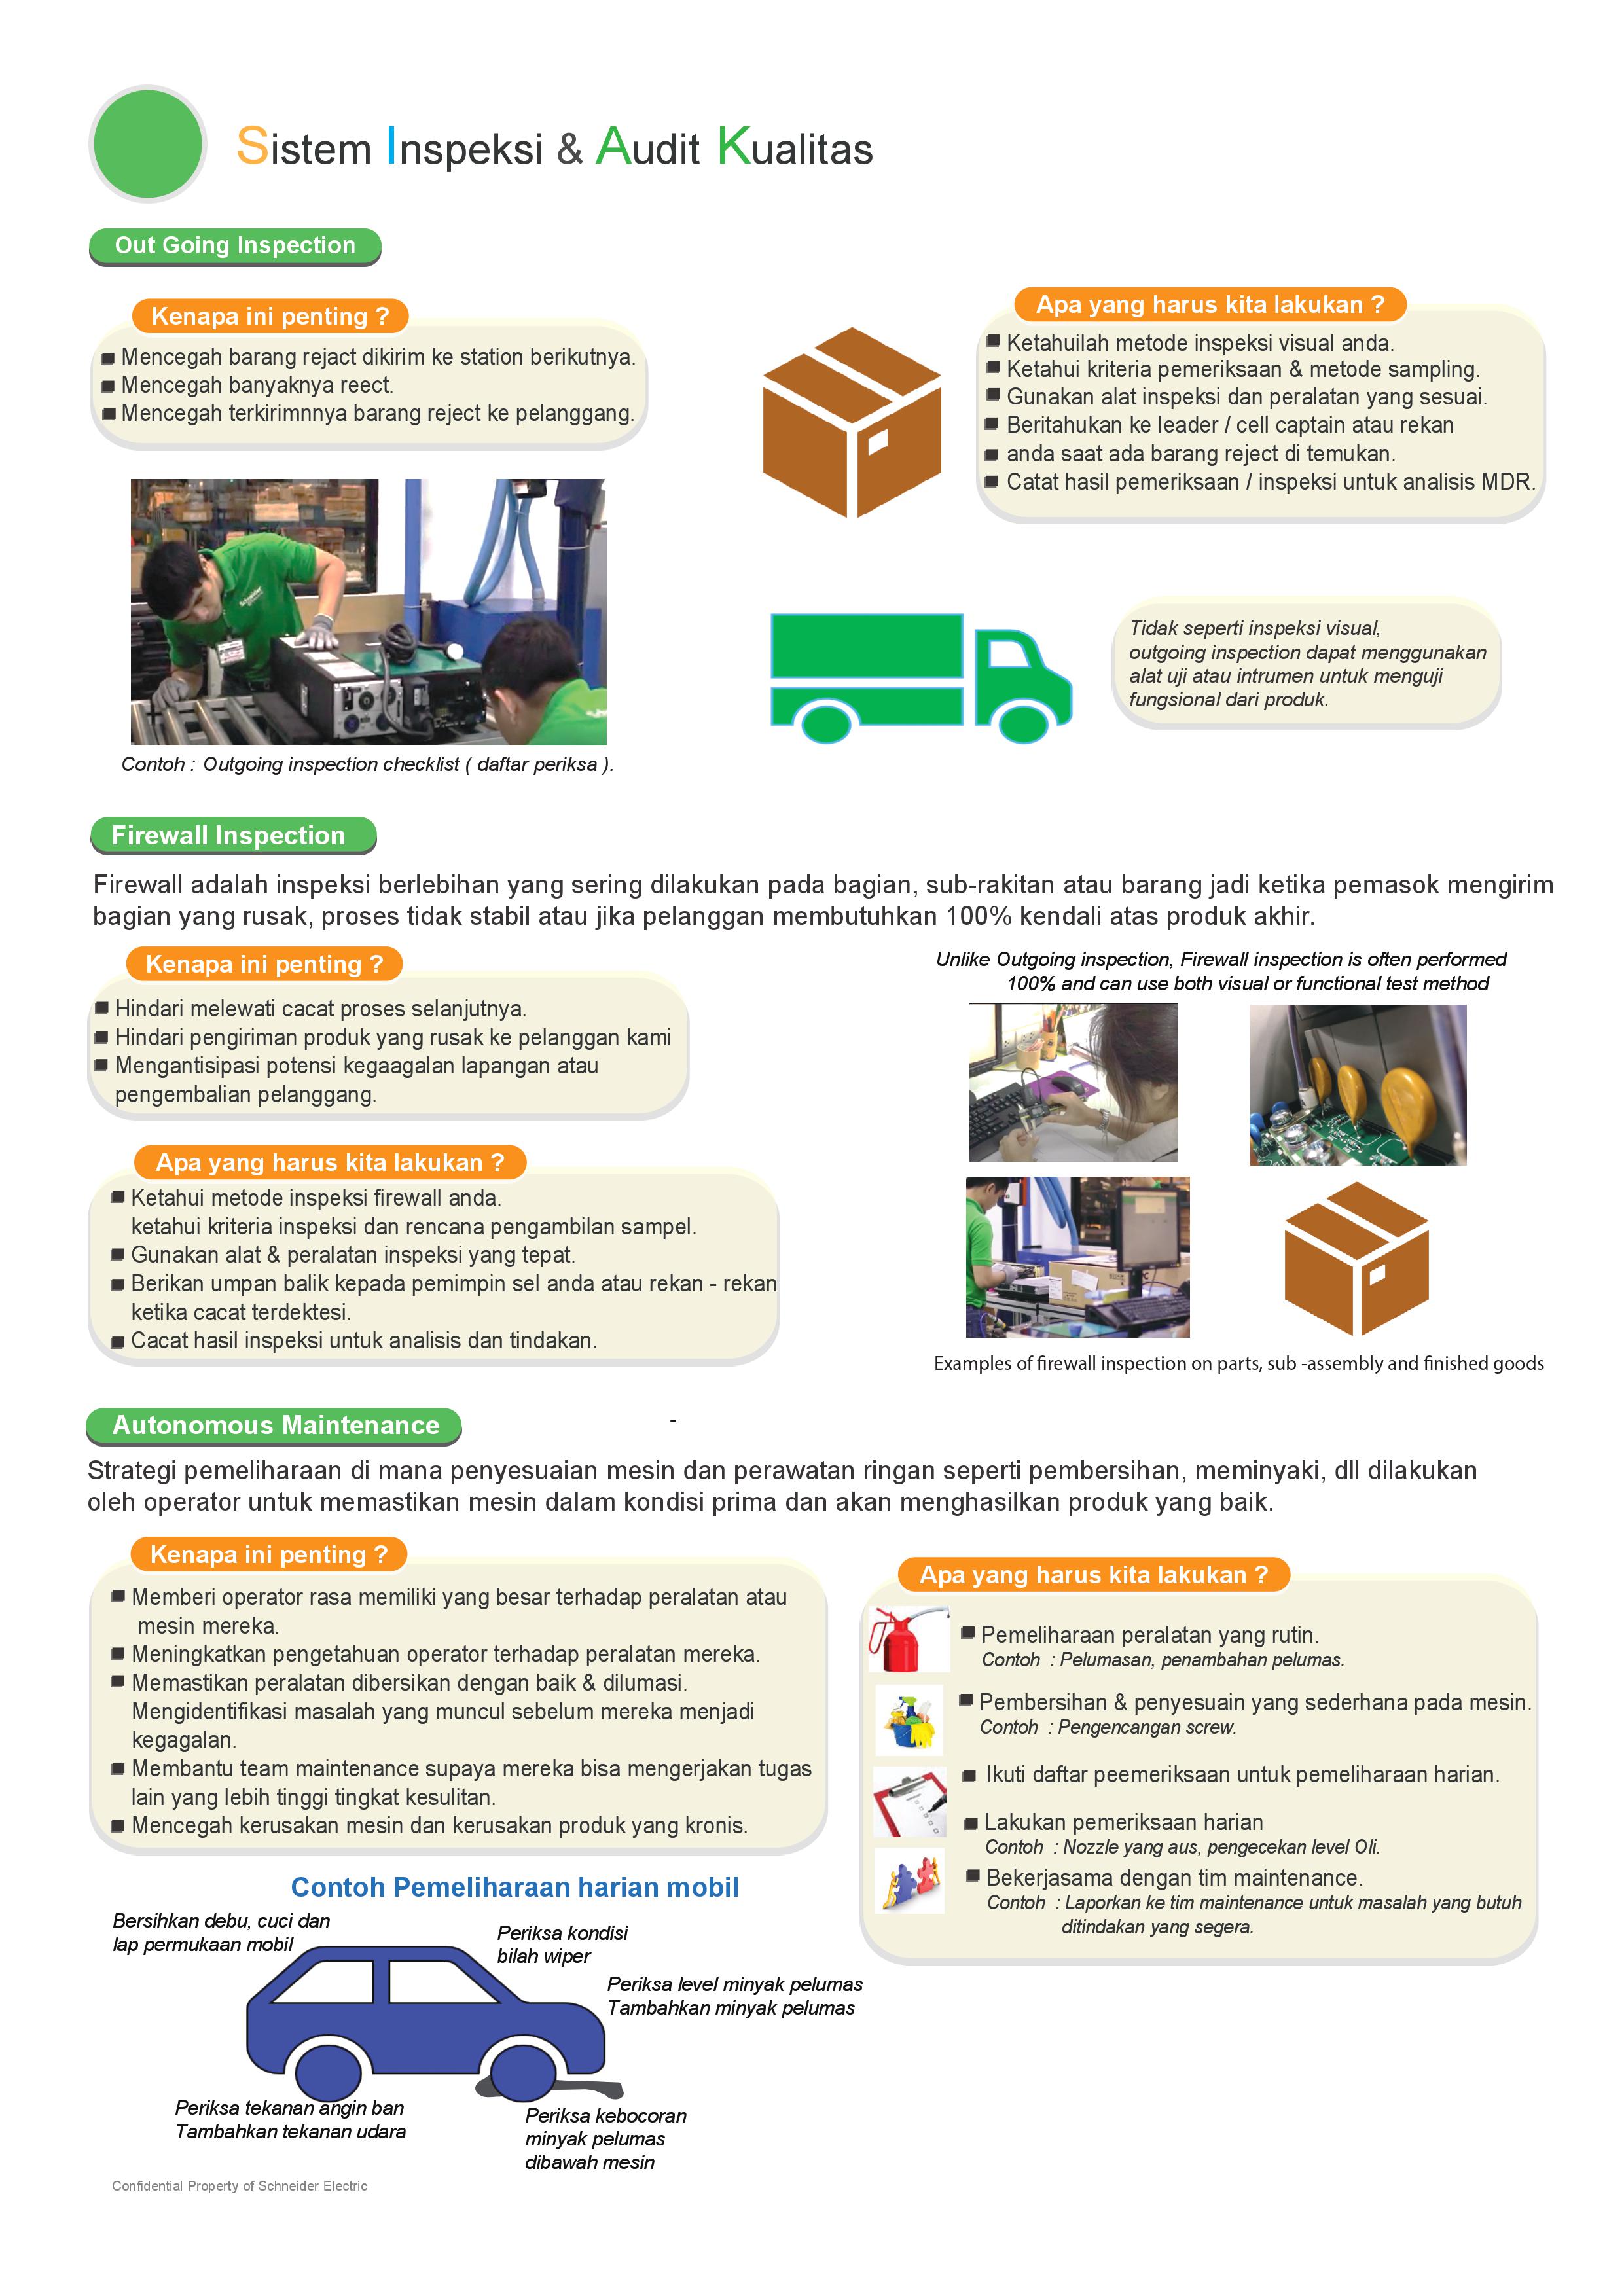 Sistem Inspeksi & Audit Kualitas
Out Going Inspection
Kenapa ini penting ?
Mencegah barang rejact dikirim ke station berikutnya.
Mencegah banyaknya reect.
Mencegah terkirimnnya barang reject ke pelanggang.
Apa yang harus kita lakukan ?
Ketahuilah metode inspeksi visual anda.
Ketahui kriteria pemeriksaan & metode sampling.
Gunakan alat inspeksi dan peralatan yang sesuai.
Beritahukan ke leader / cell captain atau rekan
anda saat ada barang reject di temukan.
Catat hasil pemeriksaan / inspeksi untuk analisis MDR.
Contoh : Outgoing inspection checklist ( daftar periksa ).
Tidak seperti inspeksi visual,
outgoing inspection dapat menggunakan
alat uji atau intrumen untuk menguji
fungsional dari produk.
Firewall Inspection
Firewall adalah inspeksi berlebihan yang sering dilakukan pada bagian, sub-rakitan atau barang jadi ketika pemasok mengirim
bagian yang rusak, proses tidak stabil atau jika pelanggan membutuhkan 100% kendali atas produk akhir.
Kenapa ini penting ?
Hindari melewati cacat proses selanjutnya.
Hindari pengiriman produk yang rusak ke pelanggan kami
Mengantisipasi potensi kegaagalan lapangan atau
pengembalian pelanggang.
Apa yang harus kita lakukan ?
Ketahui metode inspeksi firewall anda.
ketahui kriteria inspeksi dan rencana pengambilan sampel.
Gunakan alat & peralatan inspeksi yang tepat.
Berikan umpan balik kepada pemimpin sel anda atau rekan - rekan
ketika cacat terdektesi.
Cacat hasil inspeksi untuk analisis dan tindakan.
Unlike Outgoing inspection, Firewall inspection is often performed
100% and can use both visual or functional test method
Examples of firewall inspection on parts, sub -assembly and finished goods
Autonomous Maintenance
-
Strategi pemeliharaan di mana penyesuaian mesin dan perawatan ringan seperti pembersihan, meminyaki, dll dilakukan
oleh operator untuk memastikan mesin dalam kondisi prima dan akan menghasilkan produk yang baik.
Kenapa ini penting ?
Memberi operator rasa memiliki yang besar terhadap peralatan atau
mesin mereka.
Meningkatkan pengetahuan operator terhadap peralatan mereka.
Memastikan peralatan dibersikan dengan baik & dilumasi.
Mengidentifikasi masalah yang muncul sebelum mereka menjadi
kegagalan.
Membantu team maintenance supaya mereka bisa mengerjakan tugas
lain yang lebih tinggi tingkat kesulitan.
Mencegah kerusakan mesin dan kerusakan produk yang kronis.
Apa yang harus kita lakukan ?
Pemeliharaan peralatan yang rutin.
Contoh : Pelumasan, penambahan pelumas.
Pembersihan & penyesuain yang sederhana pada mesin.
Contoh : Pengencangan screw.
Ikuti daftar peemeriksaan untuk pemeliharaan harian.
Lakukan pemeriksaan harian
Contoh : Nozzle yang aus, pengecekan level Oli.
Bekerjasama dengan tim maintenance.
Contoh : Laporkan ke tim maintenance untuk masalah yang butuh
ditindakan yang segera.
Contoh Pemeliharaan harian mobil
Bersihkan debu, cuci dan
lap permukaan mobil
Periksa kondisi
bilah wiper
Periksa level minyak pelumas
Tambahkan minyak pelumas
Periksa tekanan angin ban
Tambahkan tekanan udara
Periksa kebocoran
minyak pelumas
dibawah mesin
Confidential Property of Schneider Electric